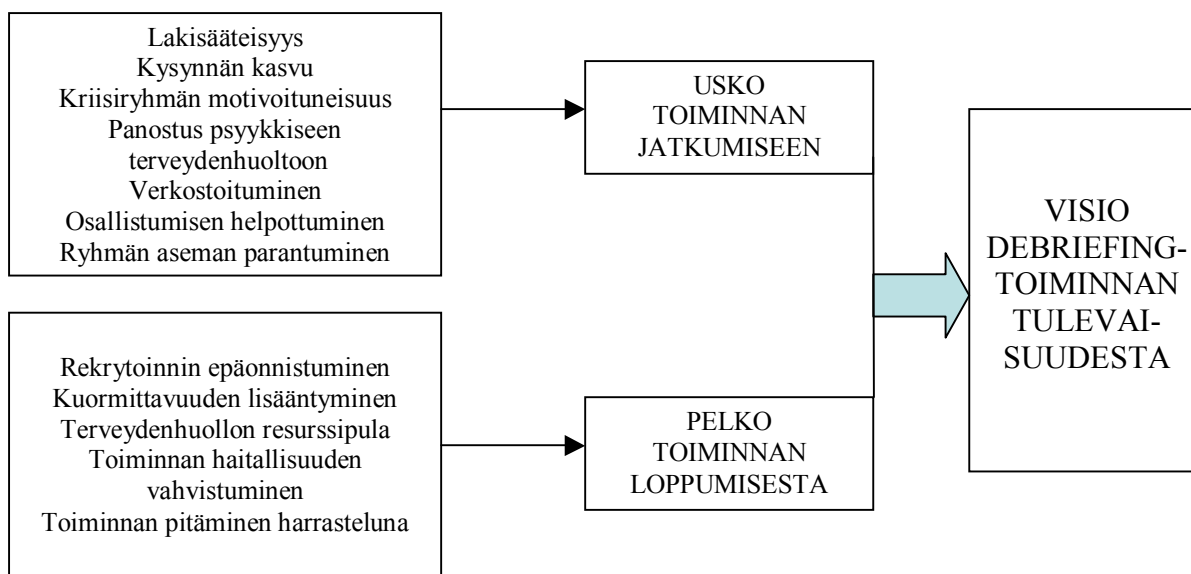 Lakisääteisyys
Kysynnän kasvu
Kriisiryhmän motivoituneisuus
Panostus psyykkiseen
terveydenhuoltoon
Verkostoituminen
Osallistumisen helpottuminen
Ryhmän aseman parantuminen
USKO
TOIMINNAN
JATKUMISEEN
Rekrytoinnin epäonnistuminen
Kuormittavuuden lisääntyminen
Terveydenhuollon resurssipula
Toiminnan haitallisuuden
vahvistuminen
Toiminnan pitäminen harrasteluna
PELKO
TOIMINNAN
LOPPUMISESTA
VISIO
DEBRIEFING-
TOIMINNAN
TULEVAI-
SUUDESTA